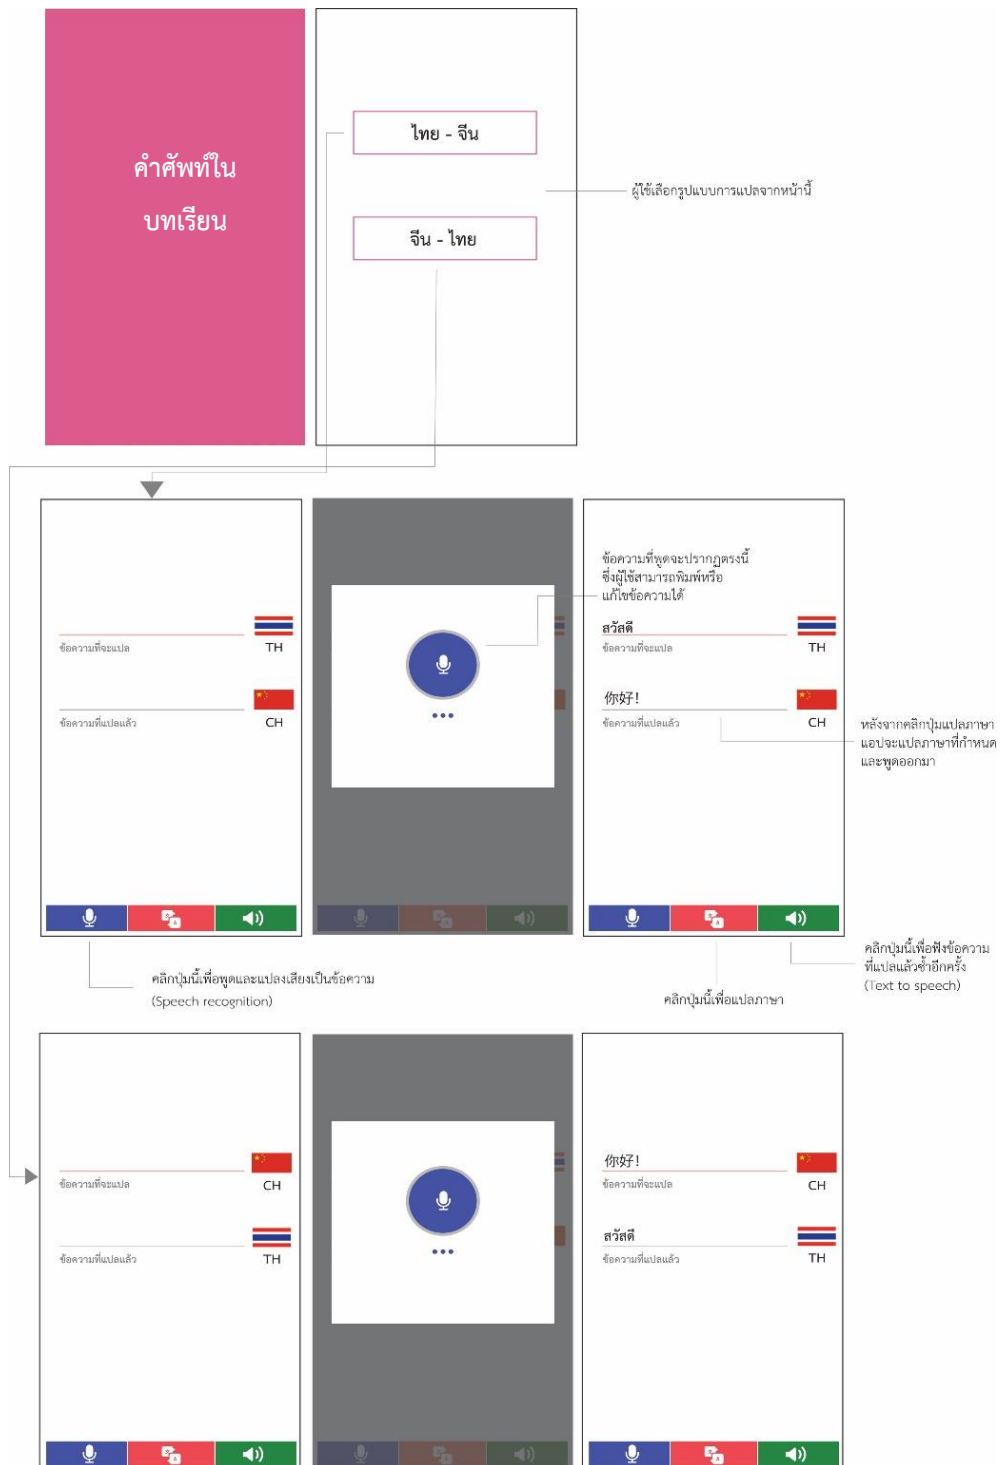 คำศัพท์ใน
บทเรียน
ไทย - จีน
จีน - ไทย
ผู้ใช้เลือกรูปแบบการแปลจากหน้านี้
ข้อความที่จะแปล
TH
ข้อความที่แปลแล้ว
CH
ข้อความที่พูดจะปรากฏตรงนี้
ซึ่งผู้ใช้สามารถพิมพ์หรือ
แก้ไขข้อความได้
สวัสดี
ข้อความที่จะแปล
TH
你好!
ข้อความที่แปลแล้ว
CH
หลังจากคลิกปุ่มแปลภาษา
แอปจะแปลภาษาที่กำหนด
และพูดออกมา
คลิกปุ่มนี้เพื่อพูดและแปลงเสียงเป็นข้อความ
(Speech recognition)
คลิกปุ่มนี้เพื่อแปลภาษา
คลิกปุ่มนี้เพื่อฟังข้อความ
ที่แปลแล้วซ้ำอีกครั้ง
(Text to speech)
ข้อความที่จะแปล
CH
ข้อความที่แปลแล้ว
TH
你好!
ข้อความที่จะแปล
CH
สวัสดี
ข้อความที่แปลแล้ว
TH